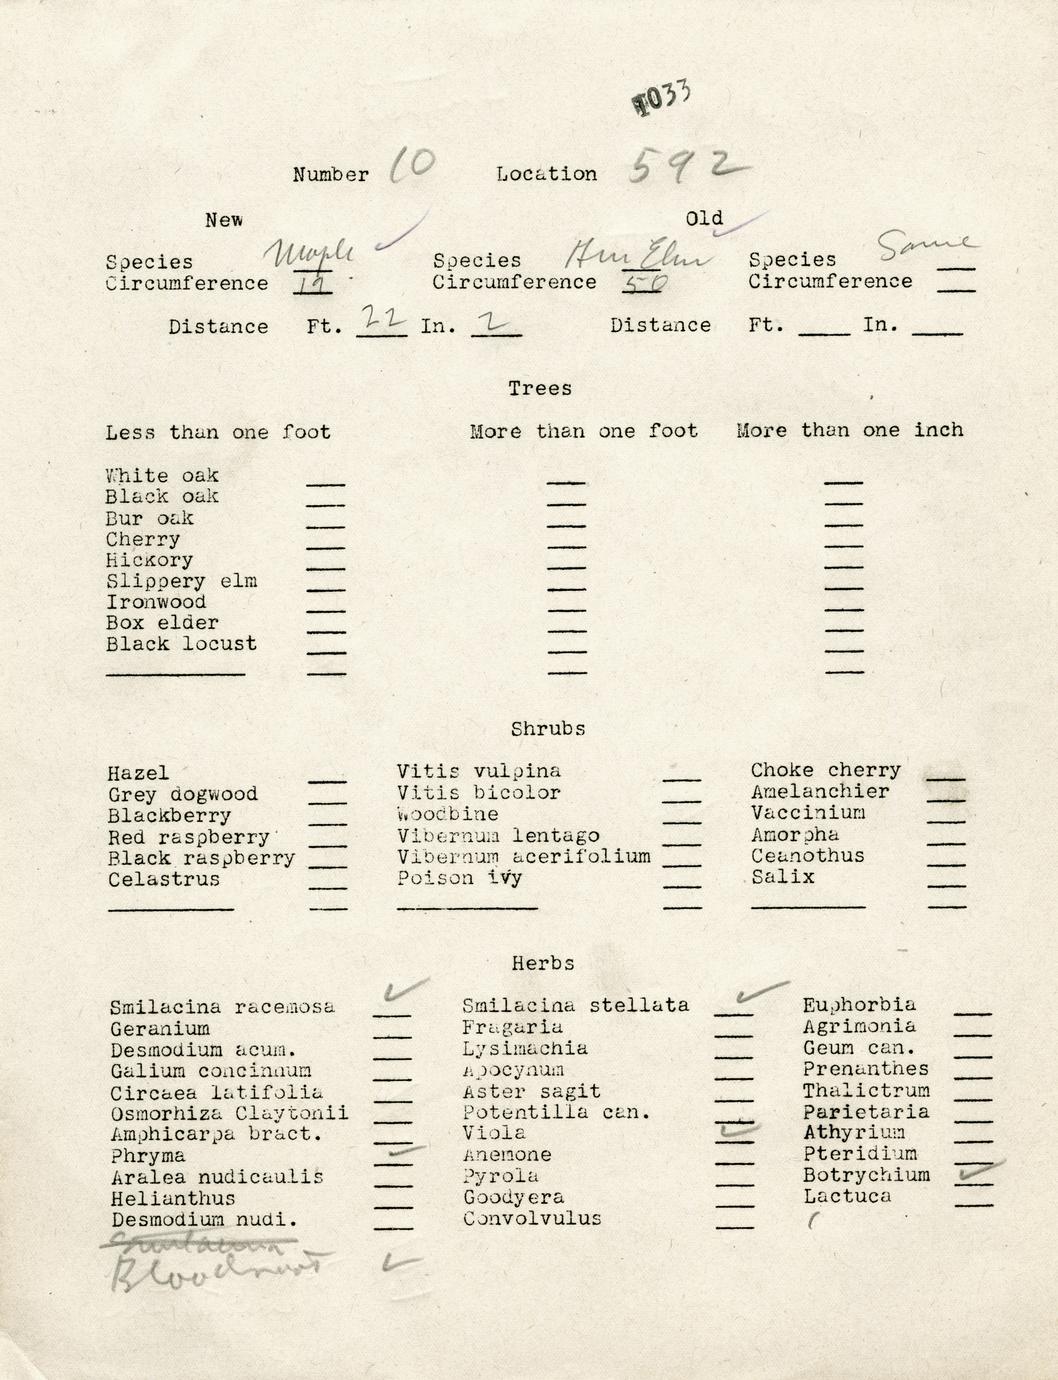 1033
Number 10 Location 592
New Old
Species Maple Species Am Elm Species Same
Circumference Circumference 50 Circumference
Distance Ft. 22 In. 2 Distance Ft. In.
Trees
Less than one foot More than one foot More than one inch
White oak
Black oak
Bur oak
Cherry
Hickory
Slippery elm
Ironwood
Box elder
Black locust
Shrubs
Hazel Vitis vulpina Choke cherry
Grey dogwood Vitis bicolor Amelanchier
Blackberry Woodbine Vaccinium
Red raspberry Vibernum lentago Amorpha
Black raspberry Vibernum acerifolium Ceanothus
Celastrus Poison ivy Salix
Herbs
Smilacina racemosa ✓ Smilacina stellata ✓ Euphorbia
Geranium Fragaria Agrimonia
Desmodium acum. Lysimachia Geum can.
Galium concinnum Apocynum Prenanthes
Circaea latifolia Aster sagit Thalictrum
Osmorhiza Claytonii Potentilla can. Parietaria
Amphicarpa bract. Viola ✓ Athyrium
Phryma ✓ Anemone Pteridium
Aralea nudicaulis Pyrola Botrychium ✓
Helianthus Goodyera Lactuca
Desmodium nudi. Convolvulus
Smilacina
Bloodroot ✓